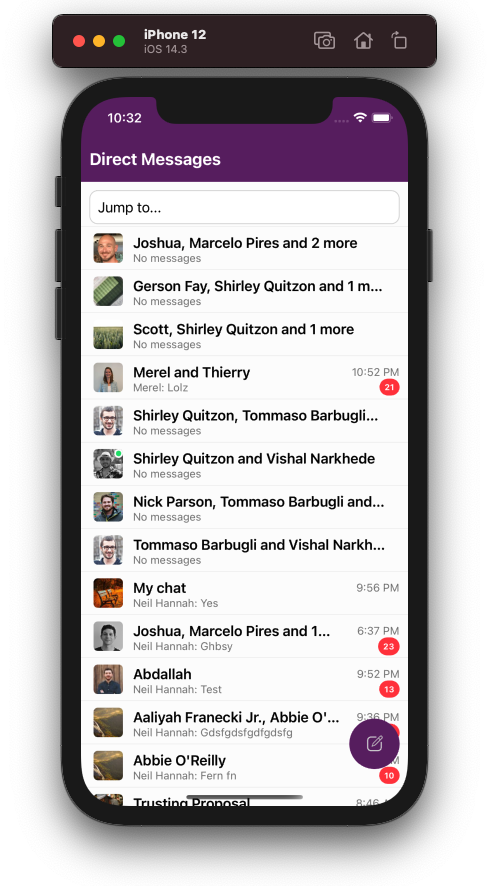 iPhone 12
iOS 14.3
10:32
Direct Messages
Jump to...
Joshua, Marcelo Pires and 2 more
No messages
Gerson Fay, Shirley Quitzon and 1 m...
No messages
Scott, Shirley Quitzon and 1 more
No messages
Merel and Thierry
10:52 PM
Merel: Lolz
21
Shirley Quitzon, Tommaso Barbugli...
No messages
Shirley Quitzon and Vishal Narkhede
No messages
Nick Parson, Tommaso Barbugli and...
No messages
Tommaso Barbugli and Vishal Narkh...
No messages
My chat
9:56 PM
Neil Hannah: Yes
Joshua, Marcelo Pires and 1...
6:37 PM
Neil Hannah: Ghbsy
23
Abdallah
9:52 PM
Neil Hannah: Test
13
Aaliyah Franecki Jr., Abbie O'...
9:36 PM
Neil Hannah: Gdsfgdsfgdfgdsfg
Abbie O'Reilly
Neil Hannah: Fern fn
10
Trusting Proposal
8:46